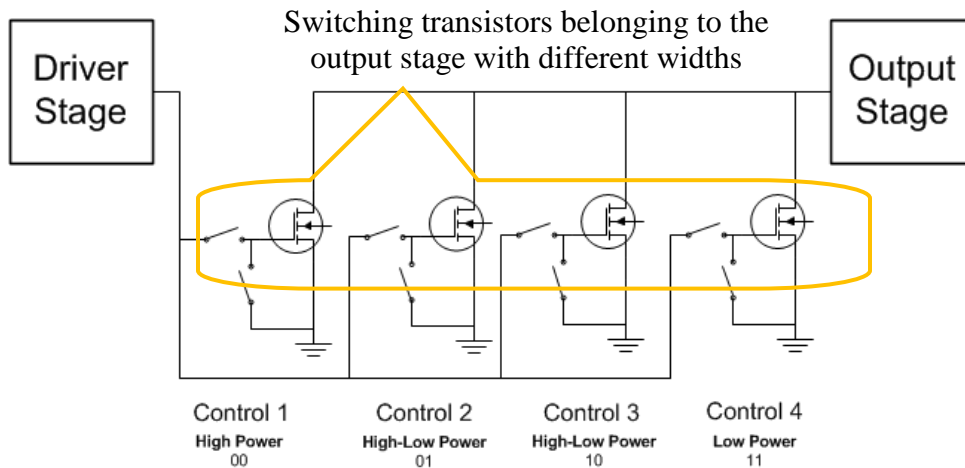 Switching transistors belonging to the
output stage with different widths
Driver
Stage
Output
Stage
Control 1
High Power
00
Control 2
High-Low Power
01
Control 3
High-Low Power
10
Control 4
Low Power
11